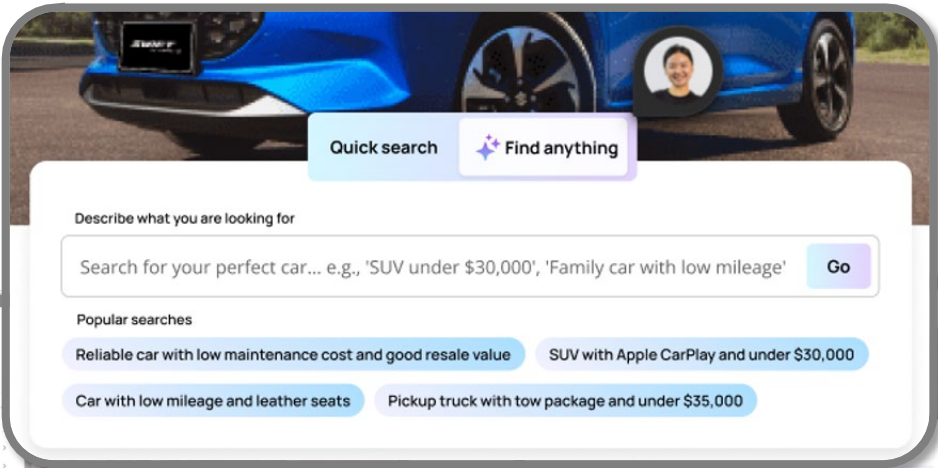 SWIFT
Quick search
Find anything
Describe what you are looking for
Search for your perfect car... e.g., 'SUV under $30,000', 'Family car with low mileage'
Go
Popular searches
Reliable car with low maintenance cost and good resale value
SUV with Apple CarPlay and under $30,000
Car with low mileage and leather seats
Pickup truck with tow package and under $35,000